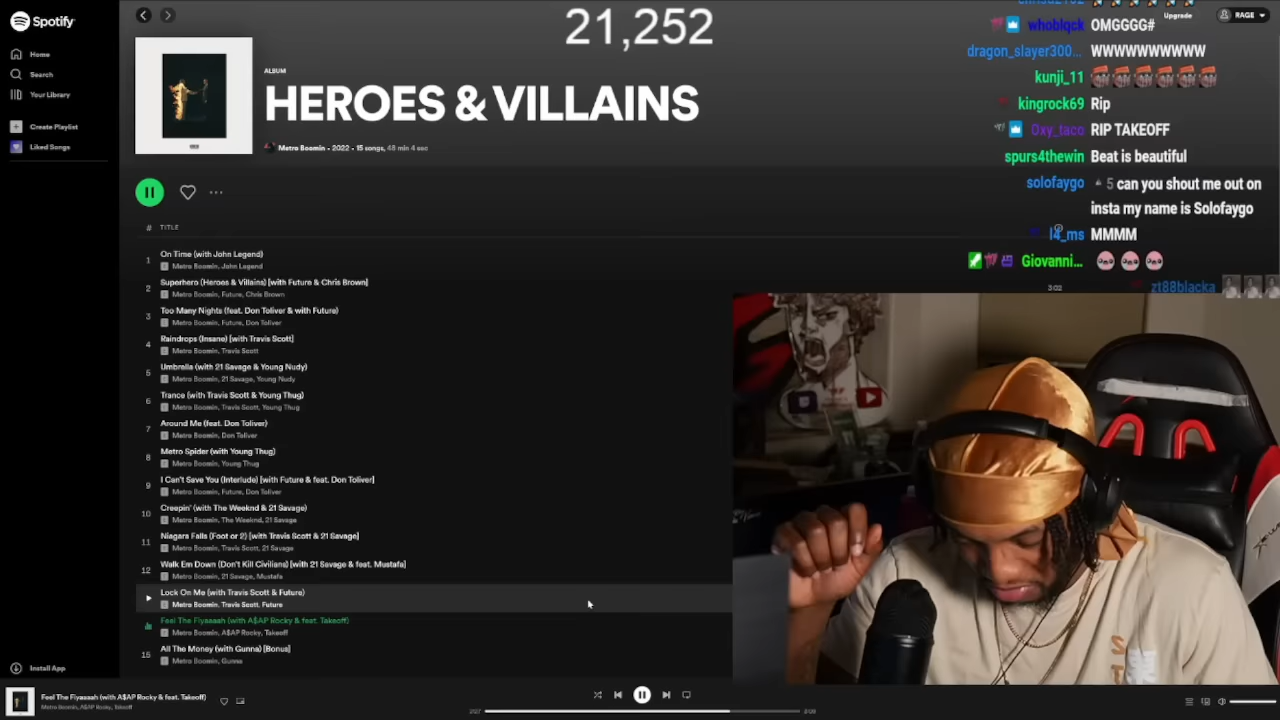 Spotify
Home
Search
Your Library
Create Playlist
Liked Songs
Install App
21,252
Upgrade
RAGE
ALBUM
HEROES & VILLAINS
Metro Boomin • 2022 • 15 songs, 48 min 4 sec
# TITLE
1 On Time (with John Legend)
E Metro Boomin, John Legend
2 Superhero (Heroes & Villains) [with Future & Chris Brown]
E Metro Boomin, Future, Chris Brown
3 Too Many Nights (feat. Don Toliver & with Future)
E Metro Boomin, Future, Don Toliver
4 Raindrops (Insane) [with Travis Scott]
E Metro Boomin, Travis Scott
5 Umbrella (with 21 Savage & Young Nudy)
E Metro Boomin, 21 Savage, Young Nudy
6 Trance (with Travis Scott & Young Thug)
E Metro Boomin, Travis Scott, Young Thug
7 Around Me (feat. Don Toliver)
E Metro Boomin, Don Toliver
8 Metro Spider (with Young Thug)
E Metro Boomin, Young Thug
9 I Can't Save You (Interlude) [with Future & feat. Don Toliver]
E Metro Boomin, Future, Don Toliver
10 Creepin' (with The Weeknd & 21 Savage)
E Metro Boomin, The Weeknd, 21 Savage
11 Niagara Falls (Foot or 2) [with Travis Scott & 21 Savage]
E Metro Boomin, Travis Scott, 21 Savage
12 Walk Em Down (Don't Kill Civilians) [with 21 Savage & feat. Mustafa]
E Metro Boomin, 21 Savage, Mustafa
Lock On Me (with Travis Scott & Future)
E Metro Boomin, Travis Scott, Future
Feel The Fiyaaaah (with A$AP Rocky & feat. Takeoff)
E Metro Boomin, A$AP Rocky, Takeoff
15 All The Money (with Gunna) [Bonus]
E Metro Boomin, Gunna
whoblqck OMGGGG#
dragon_slayer300... WWWWWWWWWW
kunji_11
kingrock69 Rip
Oxy_taco RIP TAKEOFF
spurs4thewin Beat is beautiful
solofaygo 5 can you shout me out on
insta my name is Solofaygo
l4_ms MMMM
Giovanni...
3:02
zt88blacka
Feel The Fiyaaaah (with A$AP Rocky & feat. Takeoff)
Metro Boomin, A$AP Rocky, Takeoff